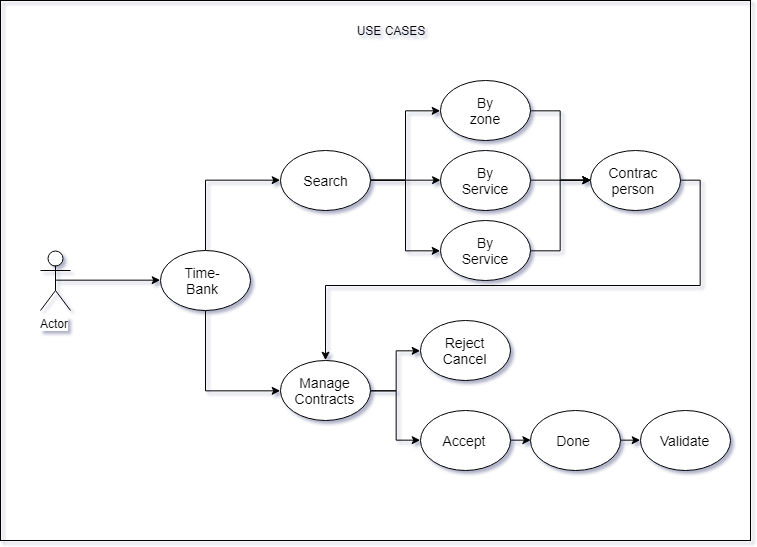 USE CASES
By
zone
Search
By
Service
Contrac
person
By
Service
Time-
Bank
Actor
Reject
Cancel
Manage
Contracts
Accept
Done
Validate